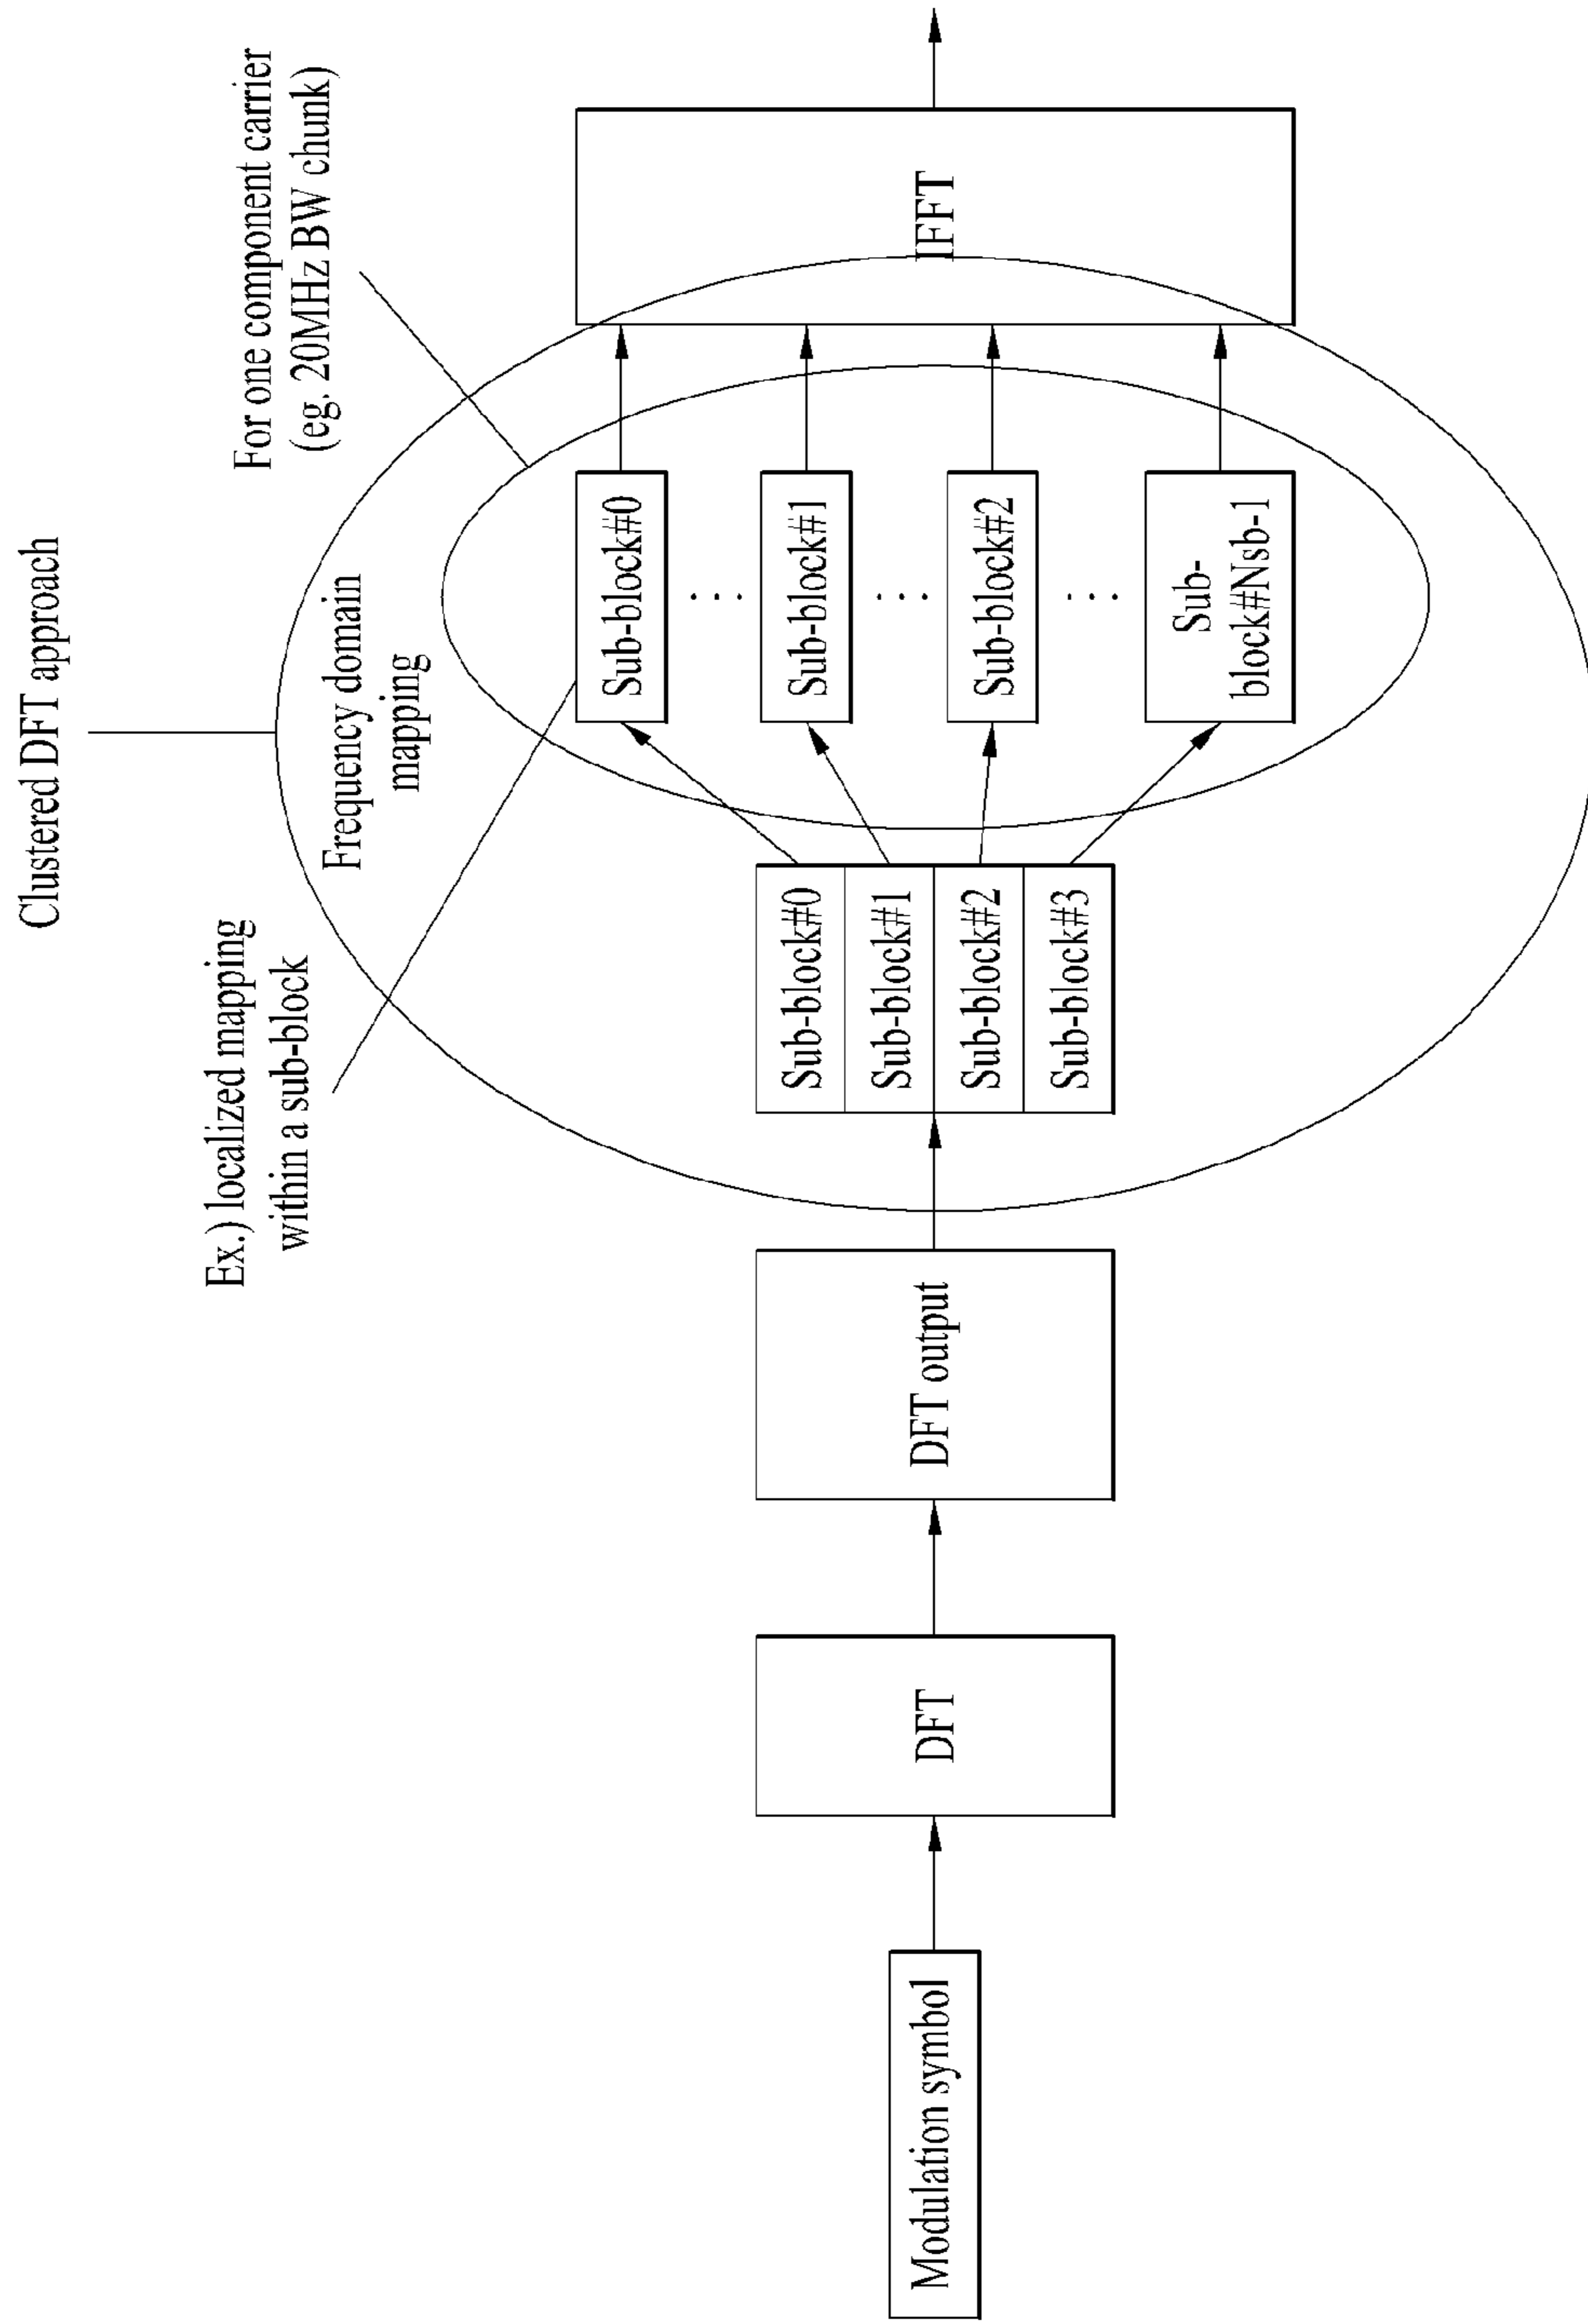 Clustered DFT approach
Ex.) localized mapping
within a sub-block
For one component carrier
(eg. 20MHz BW chunk)
Frequency domain
mapping
Modulation symbol
DFT
DFT output
Sub-block#0
Sub-block#1
Sub-block#2
Sub-block#3
Sub-block#0
. . .
Sub-block#1
. . .
Sub-block#2
. . .
Sub-
block#Nsb-1
IFFT